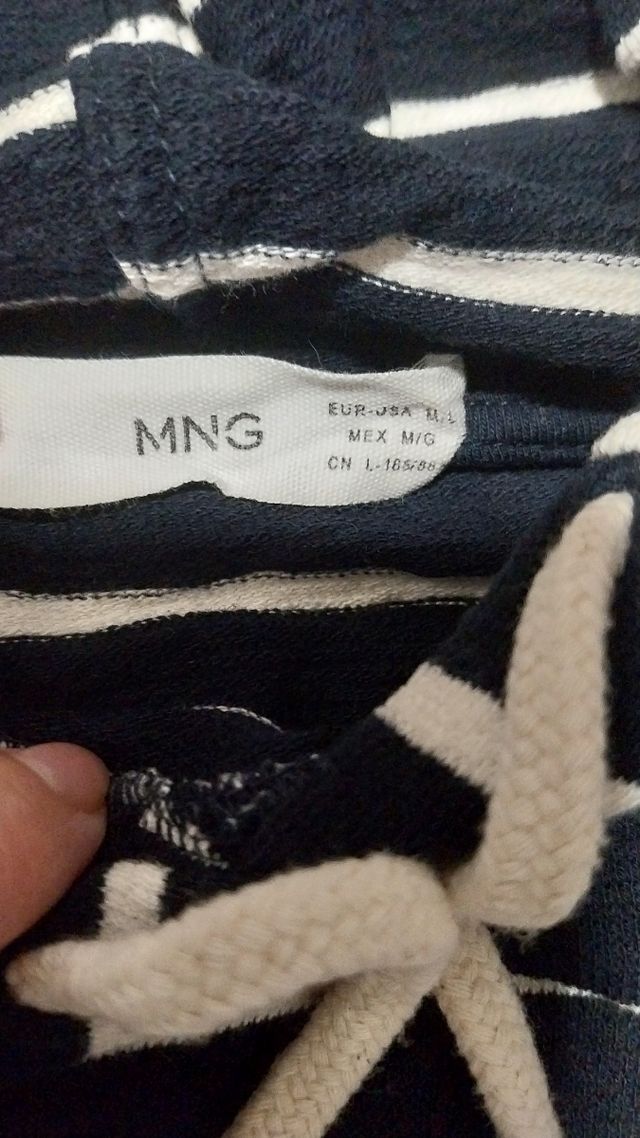 MNG
EUR-USA M/L
MEX M/G
CN L-165/88